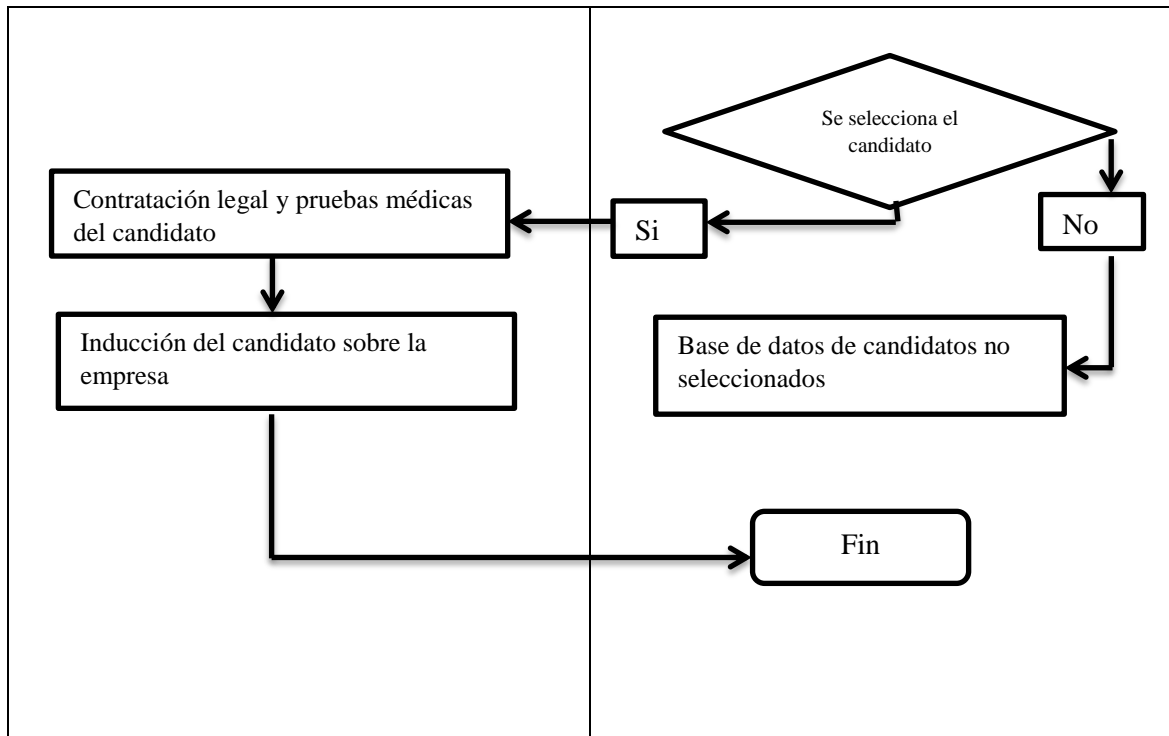 Se selecciona el
candidato
Contratación legal y pruebas médicas
del candidato
Si
No
Inducción del candidato sobre la
empresa
Base de datos de candidatos no
seleccionados
Fin